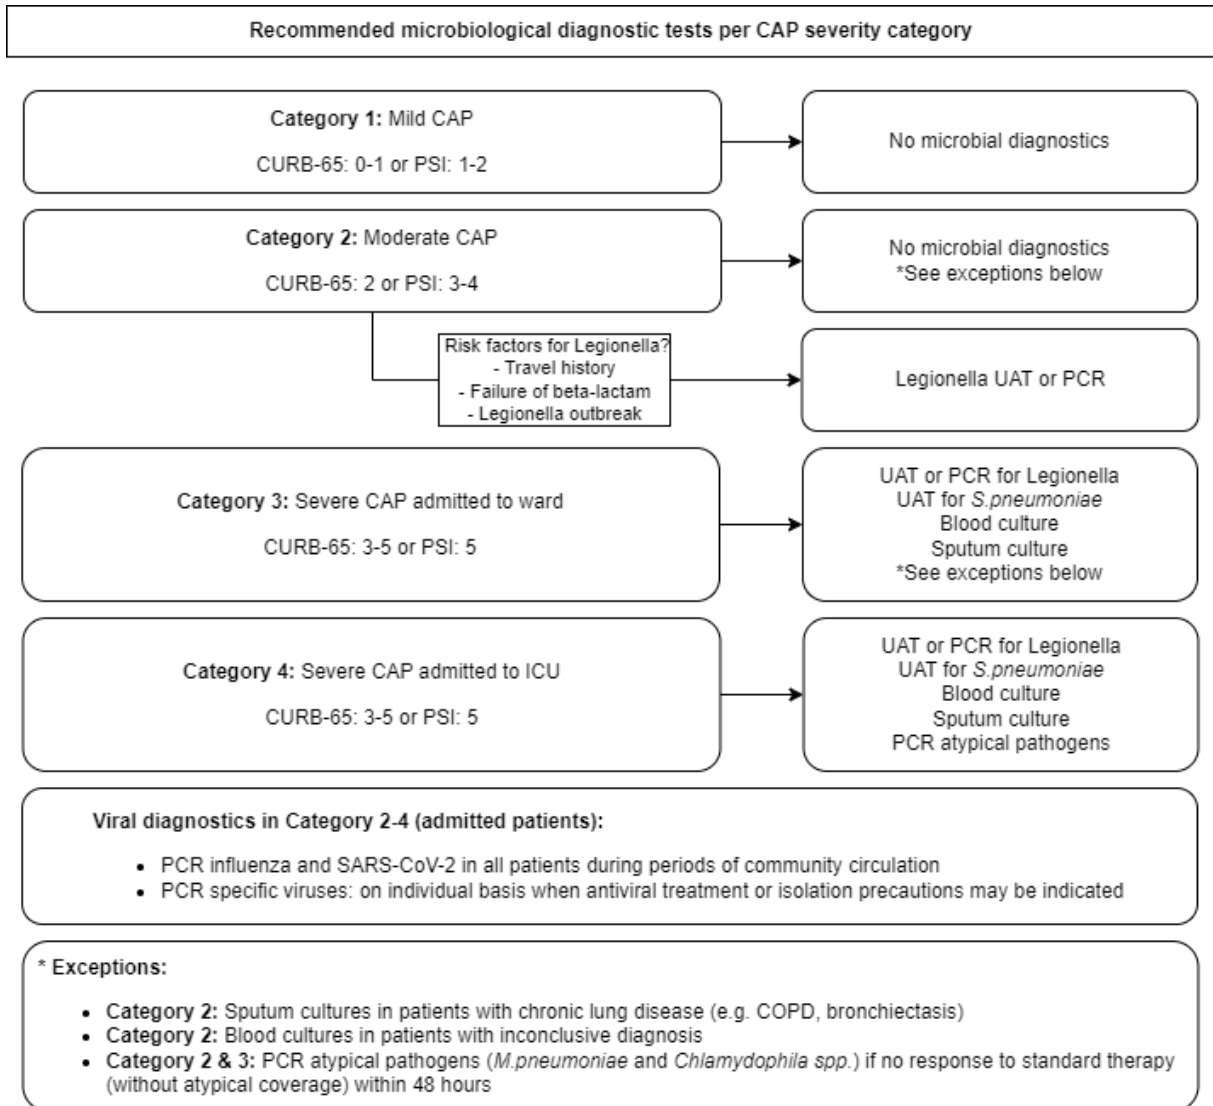 Recommended microbiological diagnostic tests per CAP severity category
Category 1: Mild CAP
CURB-65: 0-1 or PSI: 1-2
No microbial diagnostics
Category 2: Moderate CAP
CURB-65: 2 or PSI: 3-4
No microbial diagnostics
*See exceptions below
Risk factors for Legionella?
- Travel history
- Failure of beta-lactam
- Legionella outbreak
Legionella UAT or PCR
Category 3: Severe CAP admitted to ward
CURB-65: 3-5 or PSI: 5
UAT or PCR for Legionella
UAT for S.pneumoniae
Blood culture
Sputum culture
*See exceptions below
Category 4: Severe CAP admitted to ICU
CURB-65: 3-5 or PSI: 5
UAT or PCR for Legionella
UAT for S.pneumoniae
Blood culture
Sputum culture
PCR atypical pathogens
Viral diagnostics in Category 2-4 (admitted patients):
• PCR influenza and SARS-CoV-2 in all patients during periods of community circulation
• PCR specific viruses: on individual basis when antiviral treatment or isolation precautions may be indicated
* Exceptions:
• Category 2: Sputum cultures in patients with chronic lung disease (e.g. COPD, bronchiectasis)
• Category 2: Blood cultures in patients with inconclusive diagnosis
• Category 2 & 3: PCR atypical pathogens (M.pneumoniae and Chlamydophila spp.) if no response to standard therapy
(without atypical coverage) within 48 hours